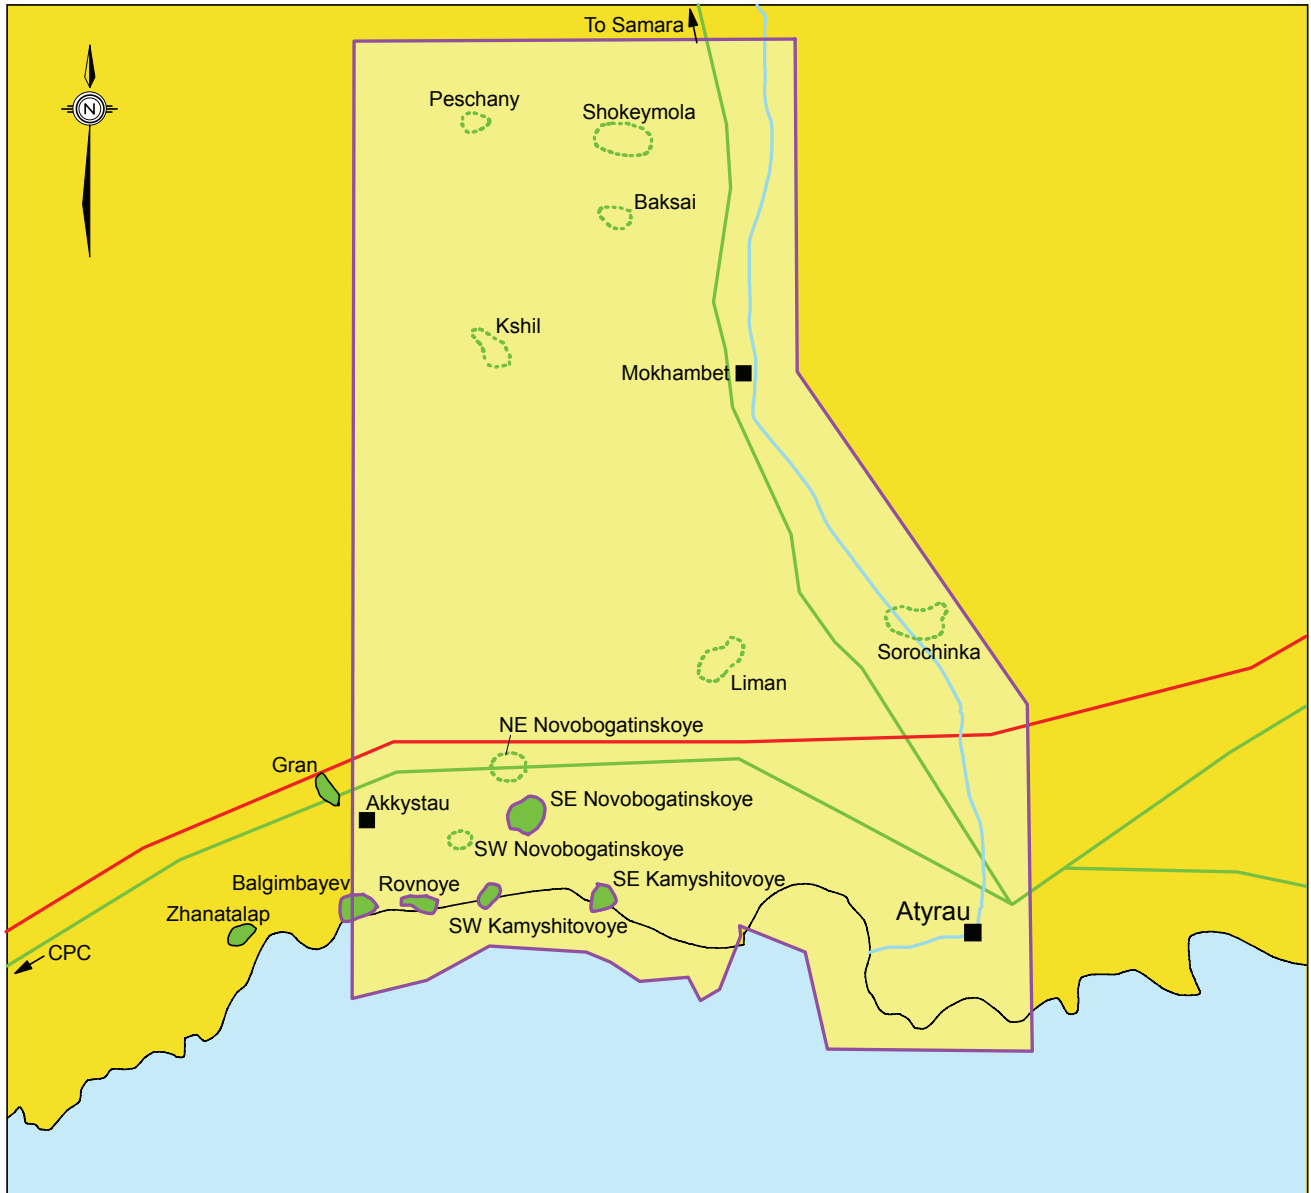 To Samara
Peschany
Shokeymola
N
Baksai
Kshil
Mokhambet
Sorochinka
Liman
NE Novobogatinskoye
Gran
Akkystau
SE Novobogatinskoye
SW Novobogatinskoye
Balgimbayev
Rovnoye
SE Kamyshitovoye
Zhanatalap
SW Kamyshitovoye
Atyrau
CPC